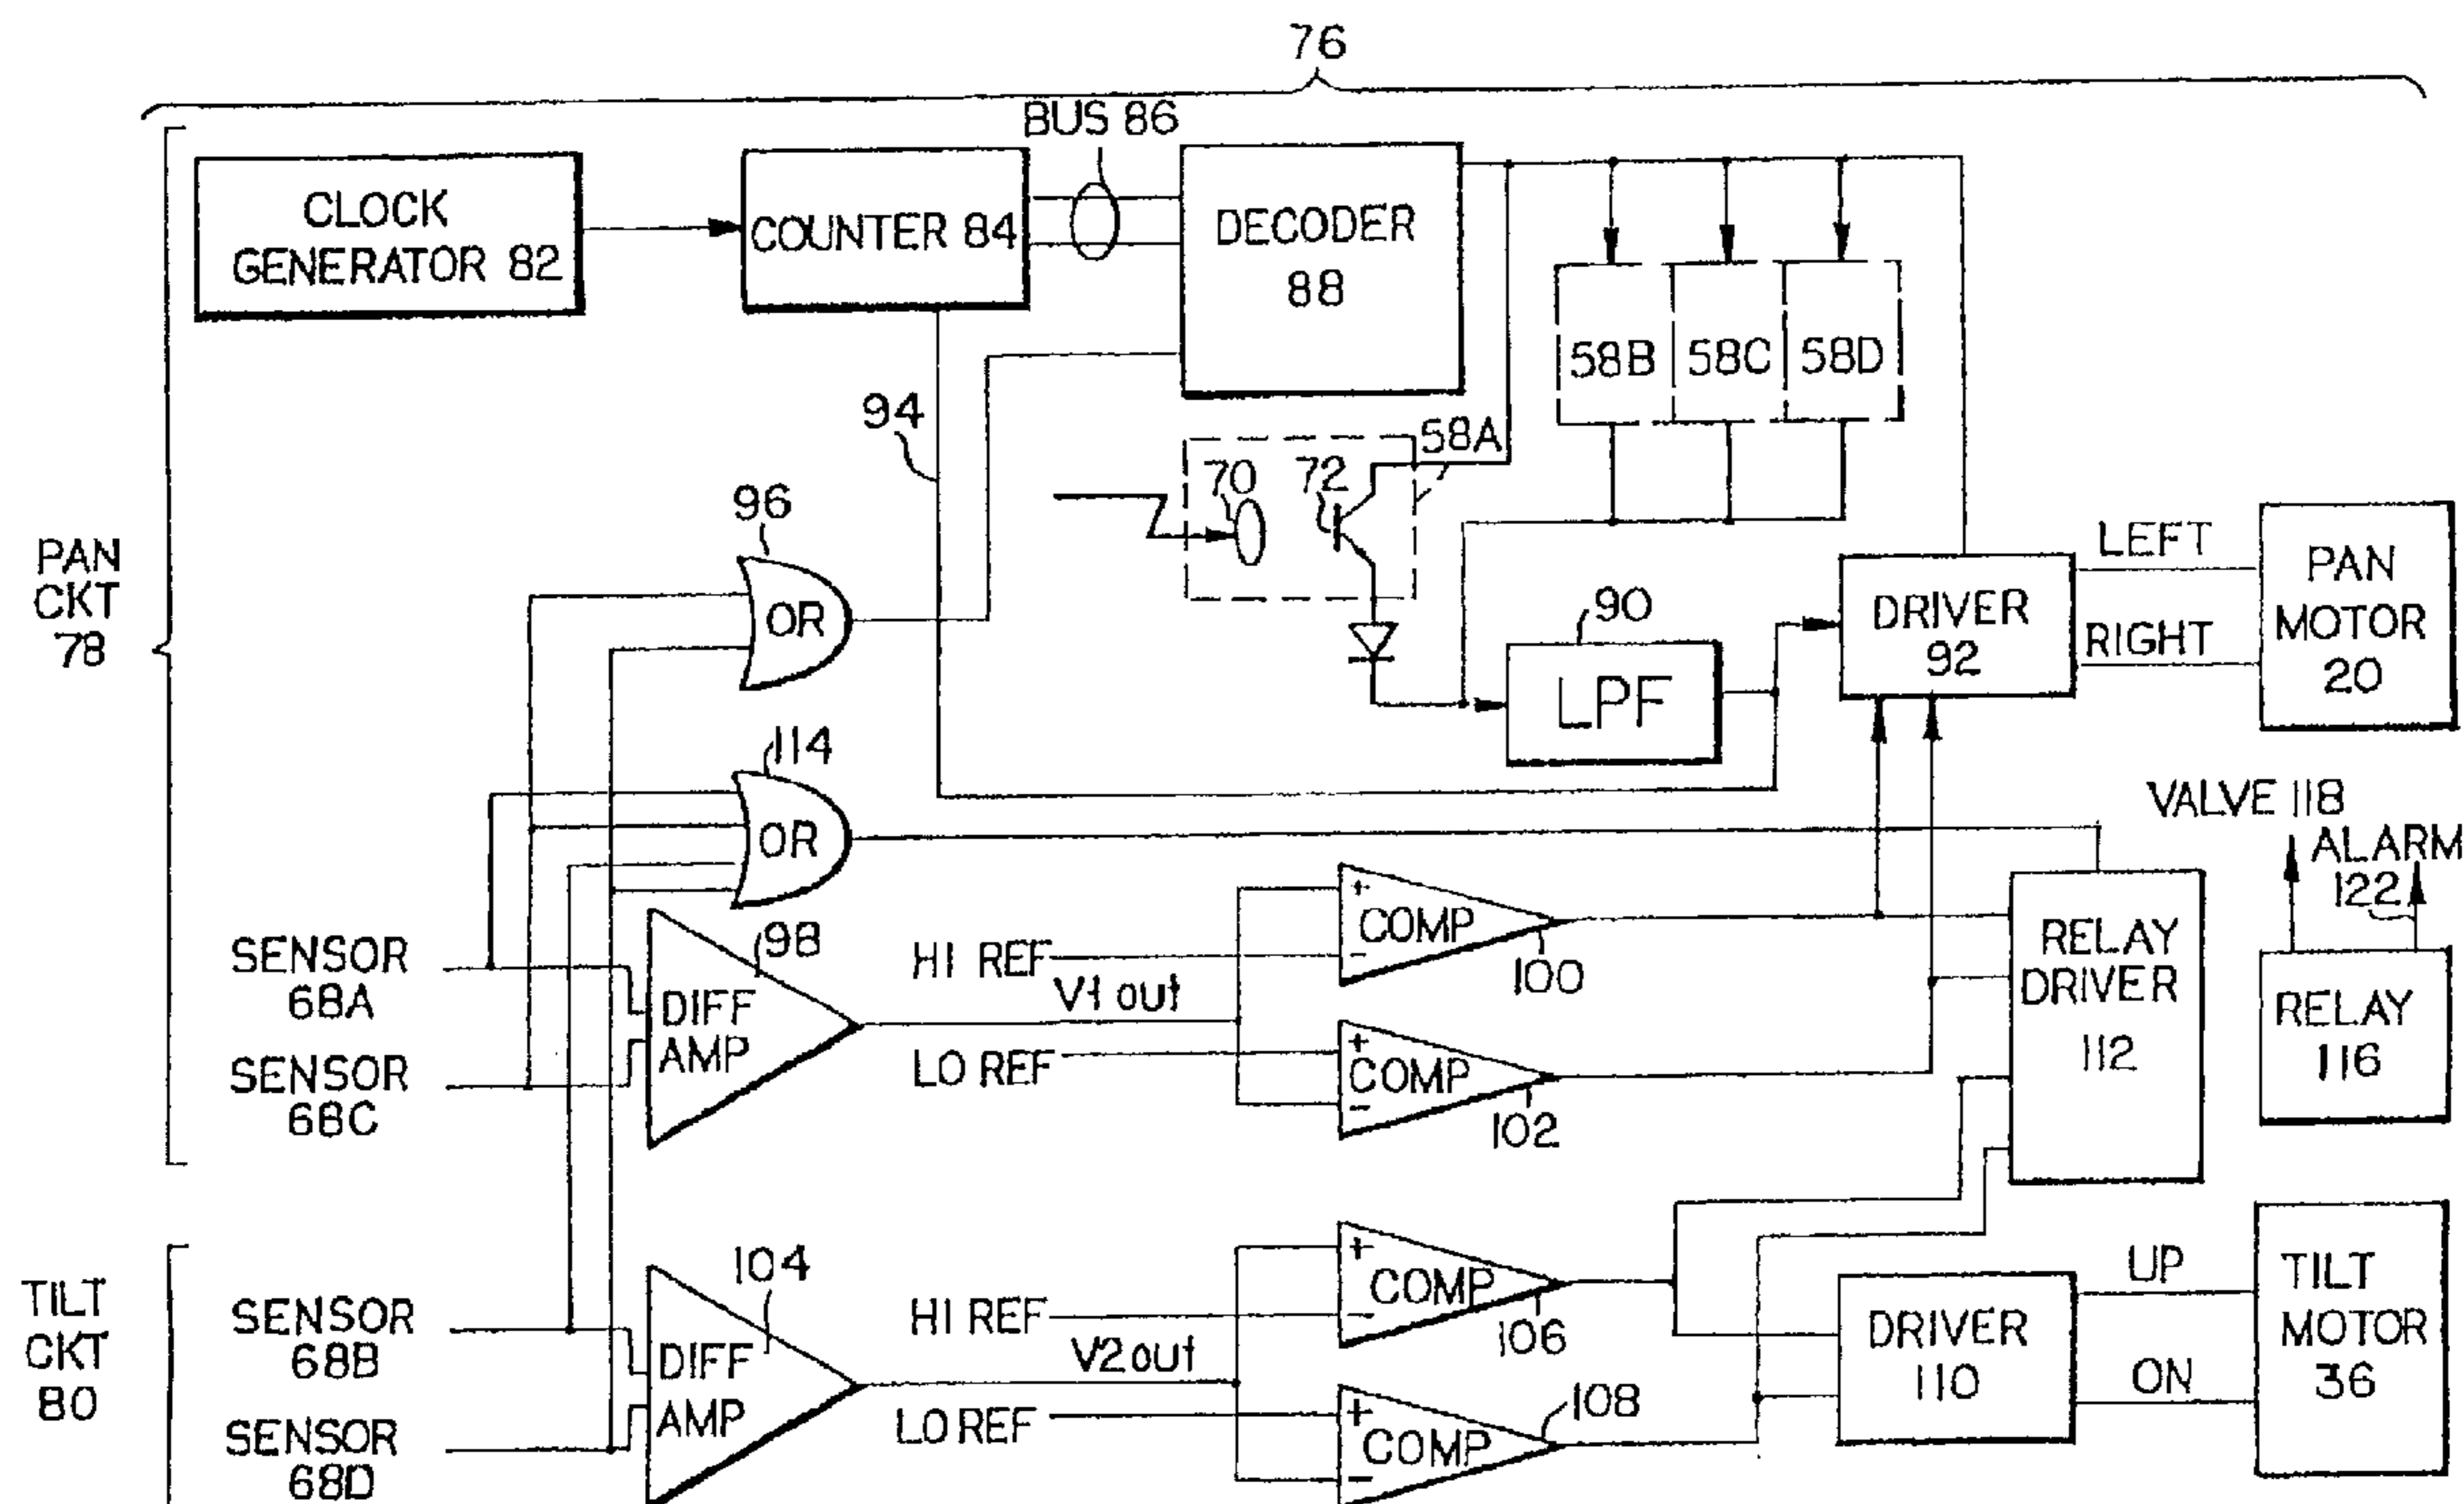 76
BUS 86
CLOCK
GENERATOR 82
COUNTER 84
DECODER
88
58B
58C
58D
58A
94
70
72
96
OR
PAN
CKT
78
90
LPF
DRIVER
92
LEFT
RIGHT
PAN
MOTOR
20
114
OR
VALVE 118
ALARM
122
SENSOR
68A
SENSOR
68C
98
DIFF
AMP
HI REF
V1 out
LO REF
+
COMP
−
100
+
COMP
−
102
RELAY
DRIVER
112
RELAY
116
TILT
CKT
80
SENSOR
68B
SENSOR
68D
104
DIFF
AMP
HI REF
V2 out
LO REF
+
COMP
−
106
+
COMP
−
108
DRIVER
110
UP
ON
TILT
MOTOR
36